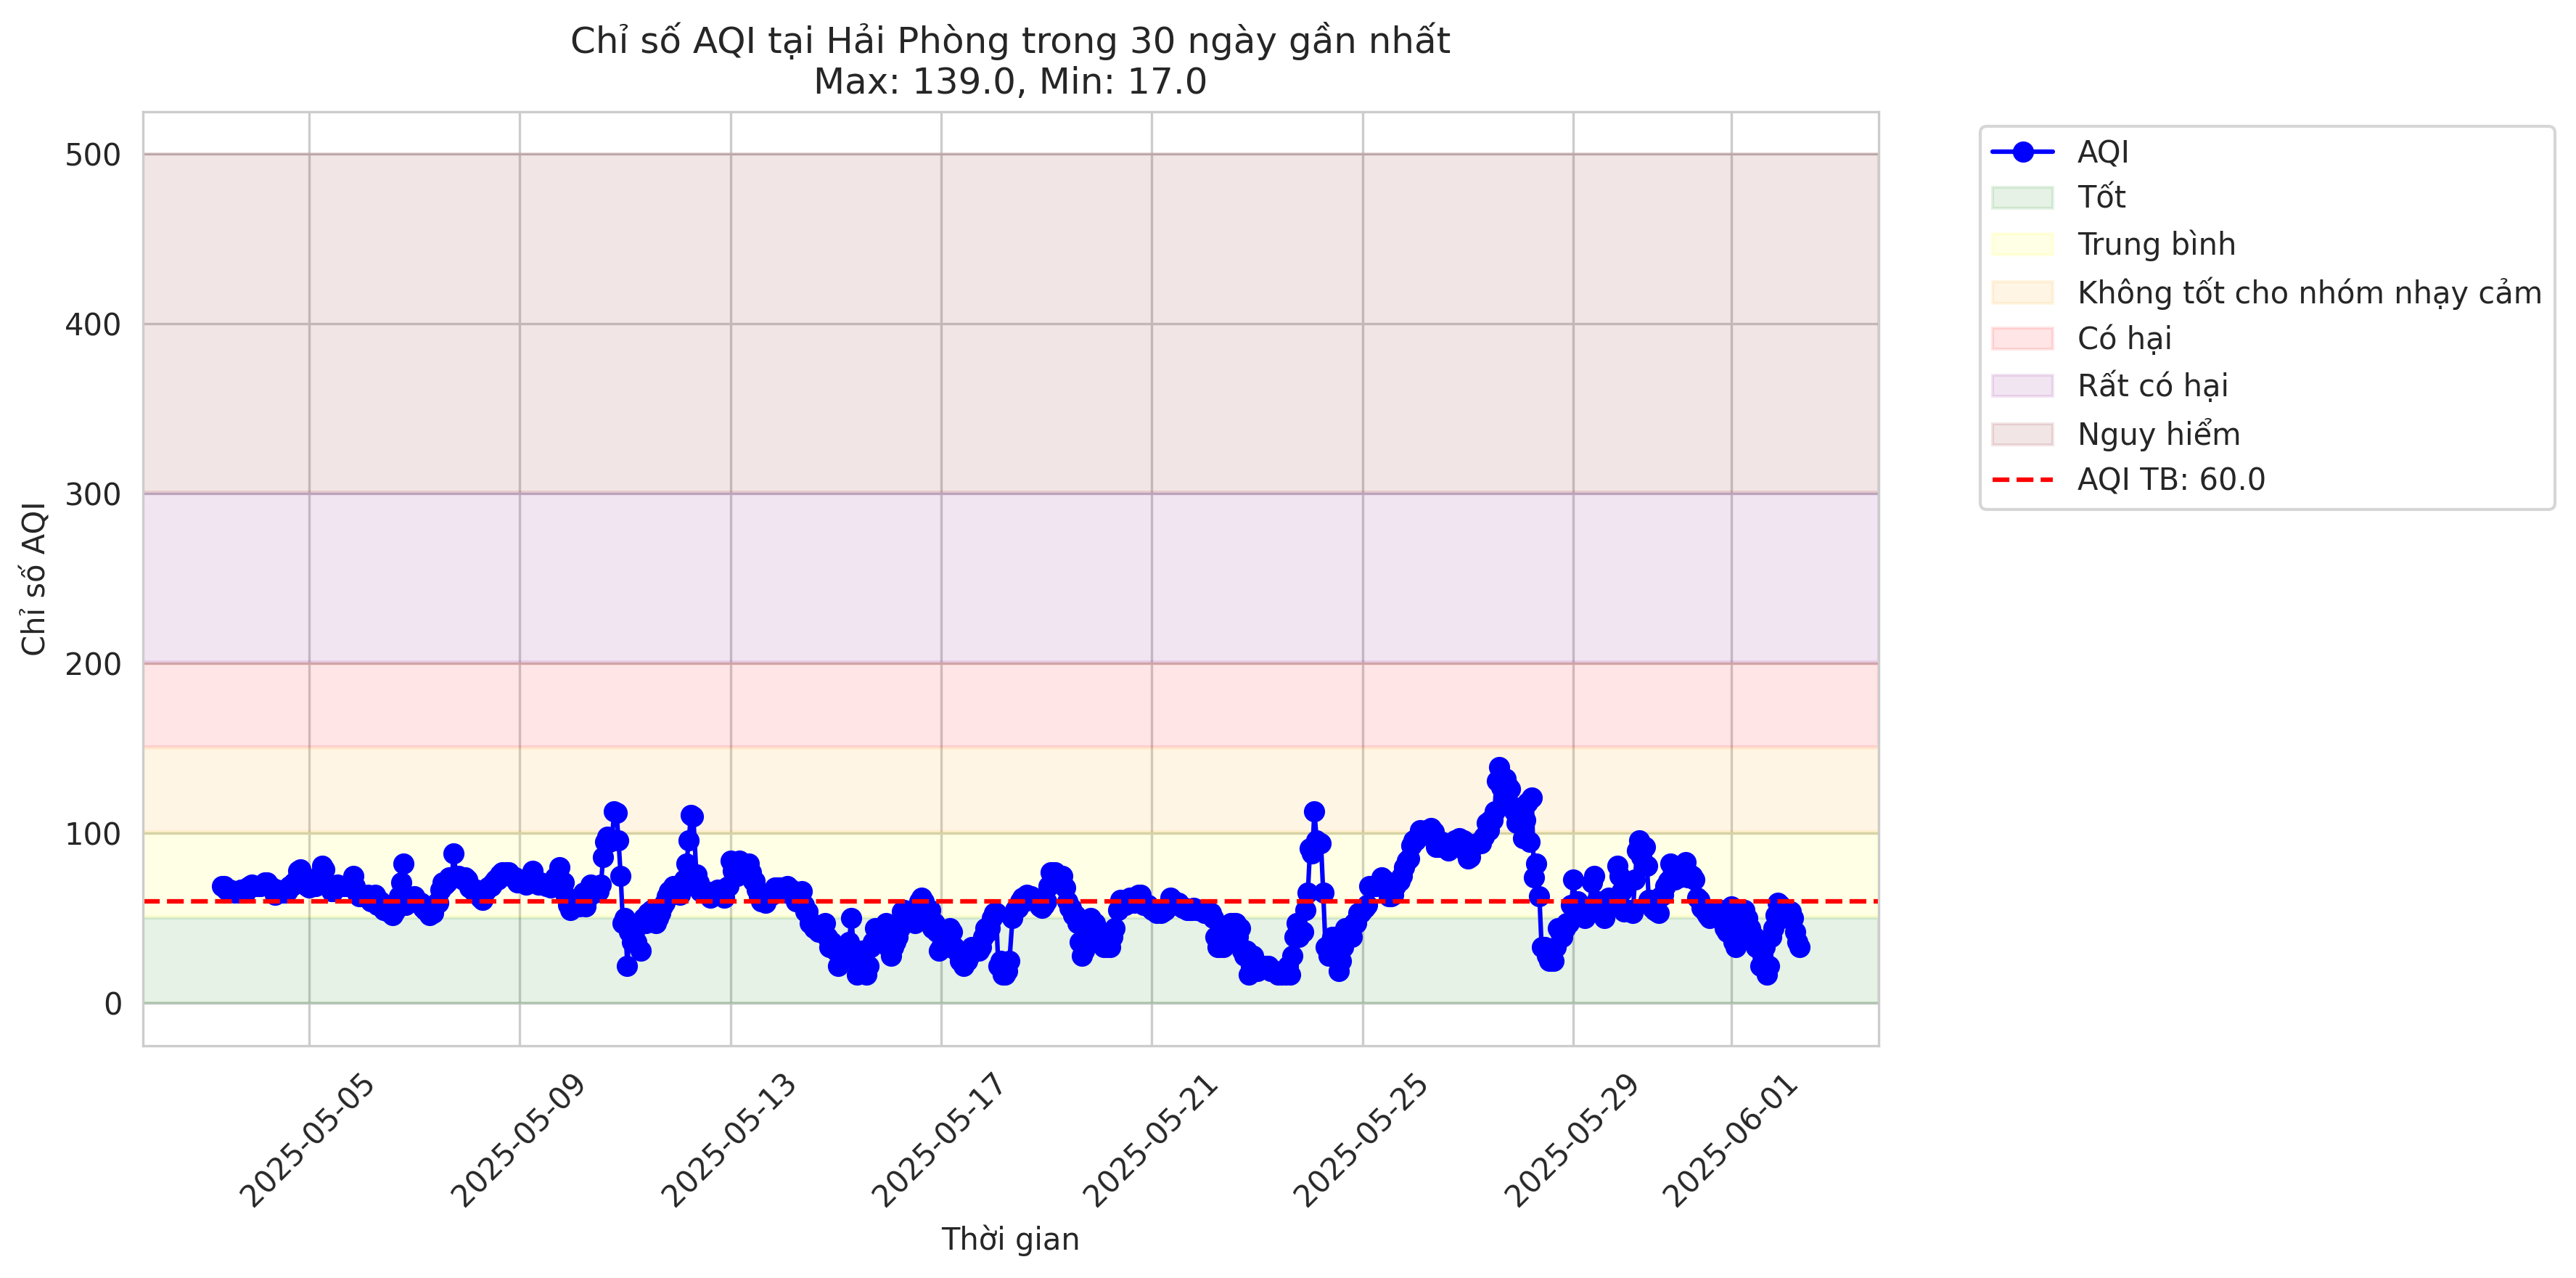 Chỉ số AQI tại Hải Phòng trong 30 ngày gần nhất
Max: 139.0, Min: 17.0
Chỉ số AQI
500
400
300
200
100
0
2025-05-05
2025-05-09
2025-05-13
2025-05-17
2025-05-21
2025-05-25
2025-05-29
2025-06-01
Thời gian
AQI
Tốt
Trung bình
Không tốt cho nhóm nhạy cảm
Có hại
Rất có hại
Nguy hiểm
AQI TB: 60.0